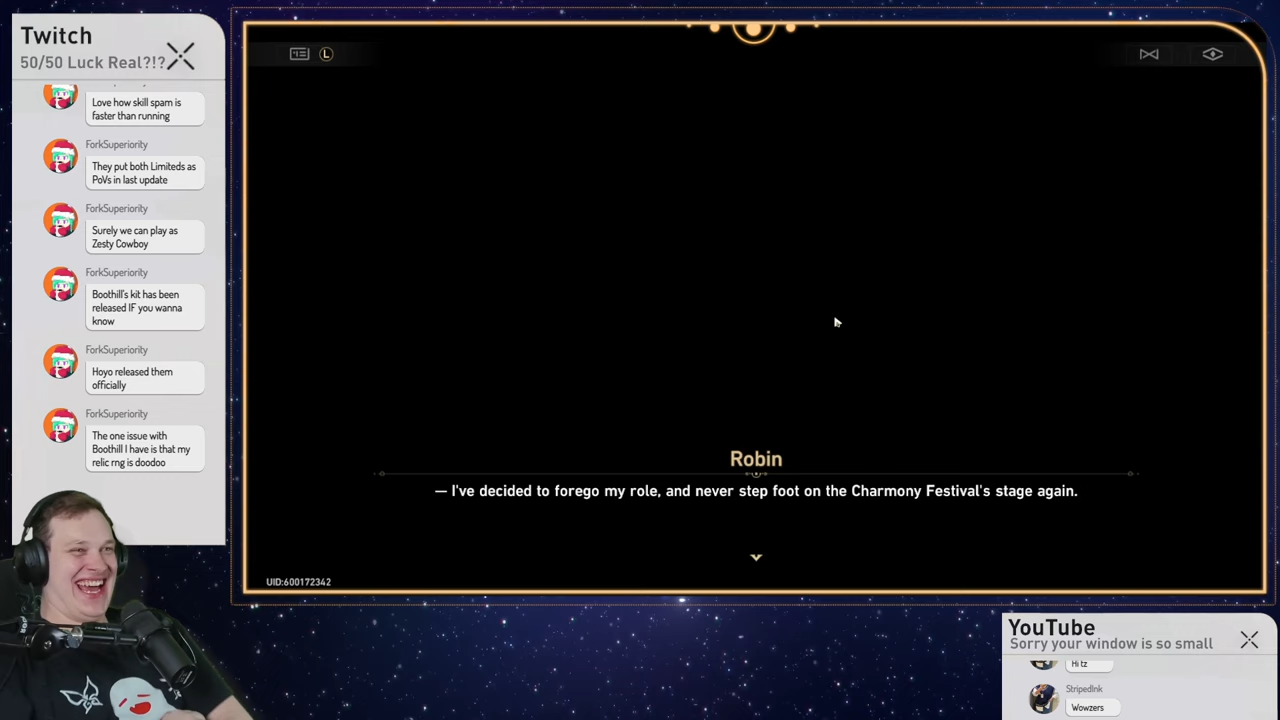 Twitch
50/50 Luck Real?!?
Love how skill spam is
faster than running
ForkSuperiority
They put both Limiteds as
PoVs in last update
ForkSuperiority
Surely we can play as
Zesty Cowboy
ForkSuperiority
Boothill's kit has been
released IF you wanna
know
ForkSuperiority
Hoyo released them
officially
ForkSuperiority
The one issue with
Boothill I have is that my
relic rng is doodoo
L
Robin
— I've decided to forego my role, and never step foot on the Charmony Festival's stage again.
UID:600172342
YouTube
Sorry your window is so small
Hi tz
StripedInk
Wowzers